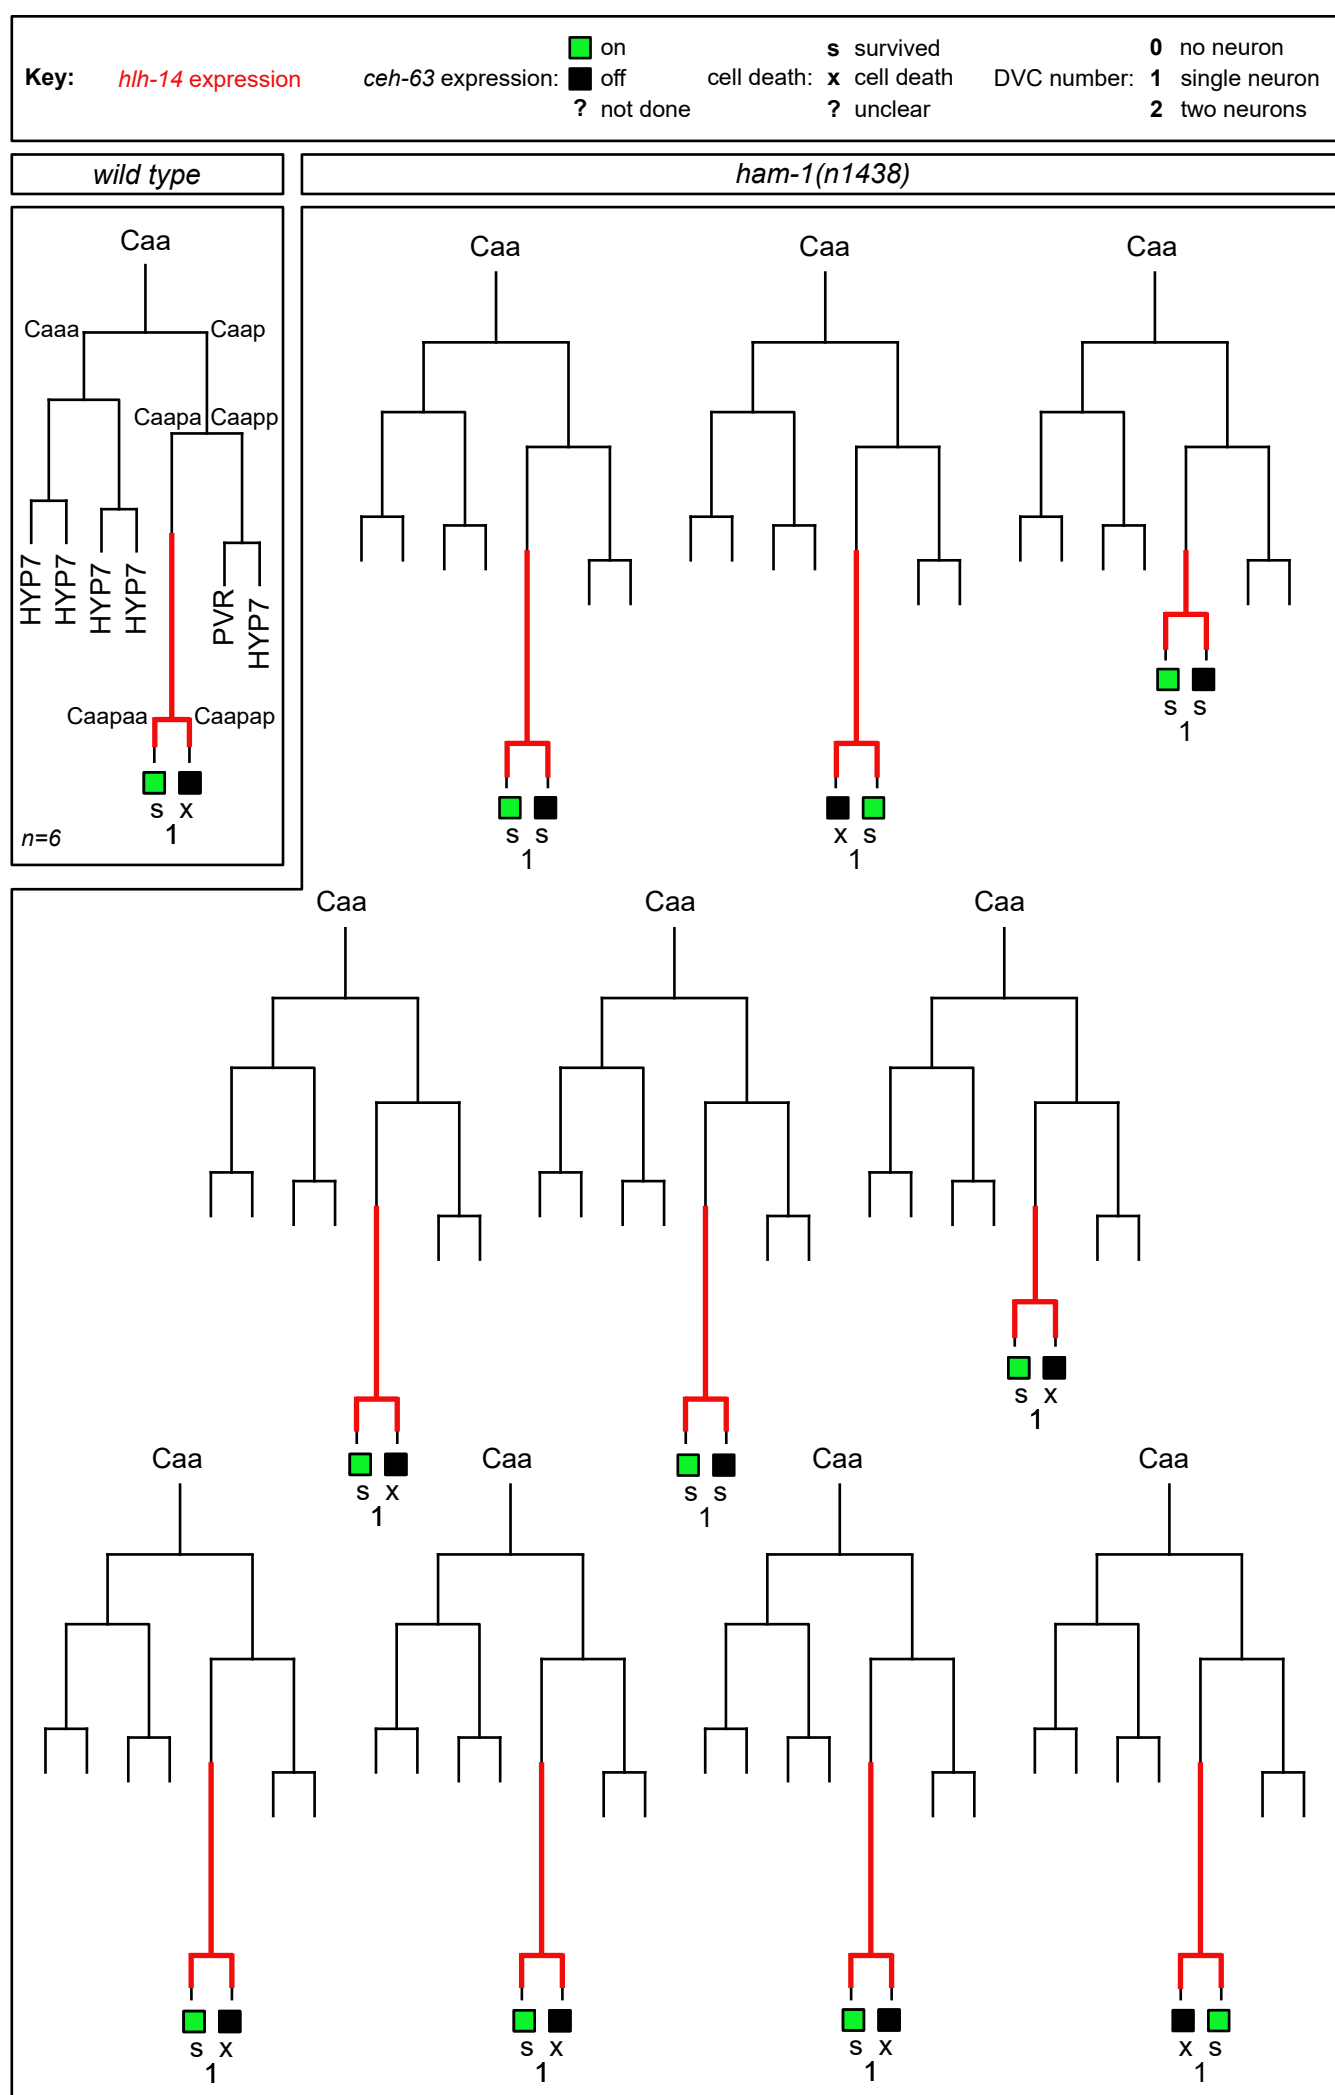 Key: hlh-14 expression ceh-63 expression: on off ? not done cell death: s survived x cell death ? unclear DVC number: 0 no neuron 1 single neuron 2 two neurons
wild type
ham-1(n1438)
Caa
Caaa Caap
Caapa Caapp
HYP7 HYP7 HYP7 HYP7 PVR HYP7
Caapaa Caapap
s x
1
n=6
Caa Caa Caa
s s
1
x s
1
s s
1
Caa Caa Caa
s x
1
s s
1
s x
1
Caa Caa Caa Caa
s x
1
s x
1
s x
1
x s
1